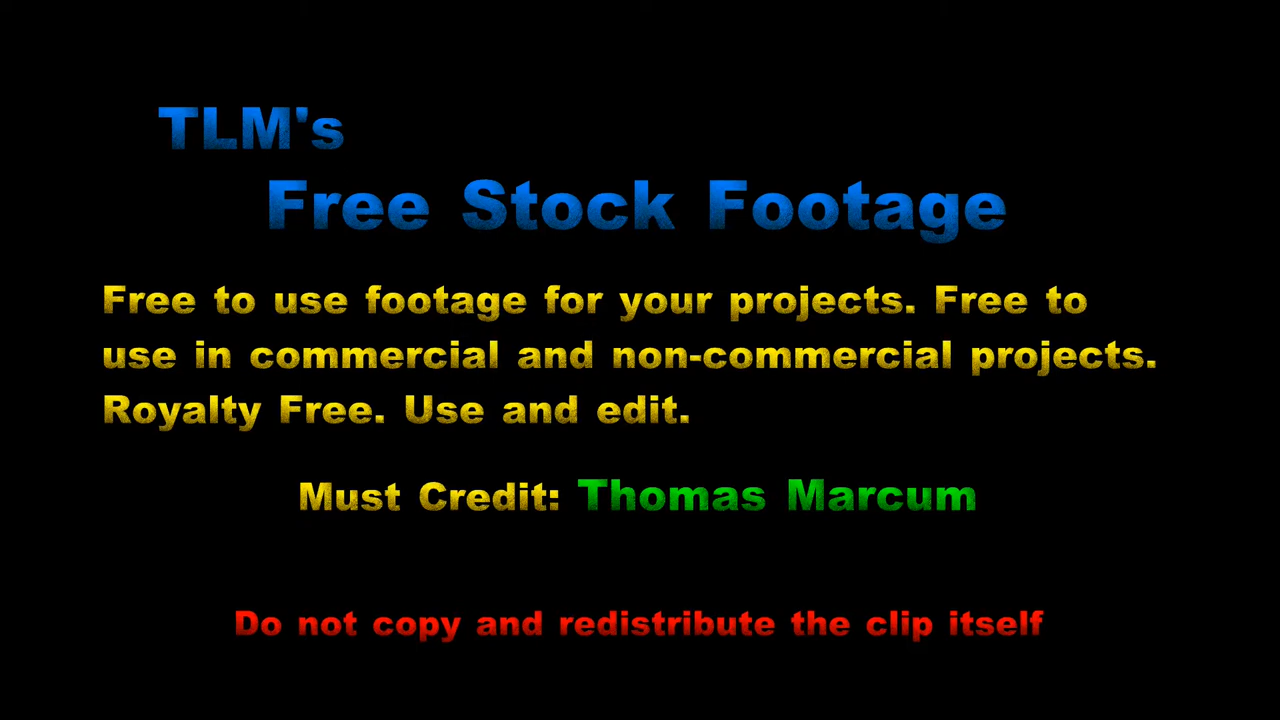 TLM's
Free Stock Footage
Free to use footage for your projects. Free to
use in commercial and non-commercial projects.
Royalty Free. Use and edit.
Must Credit: Thomas Marcum
Do not copy and redistribute the clip itself